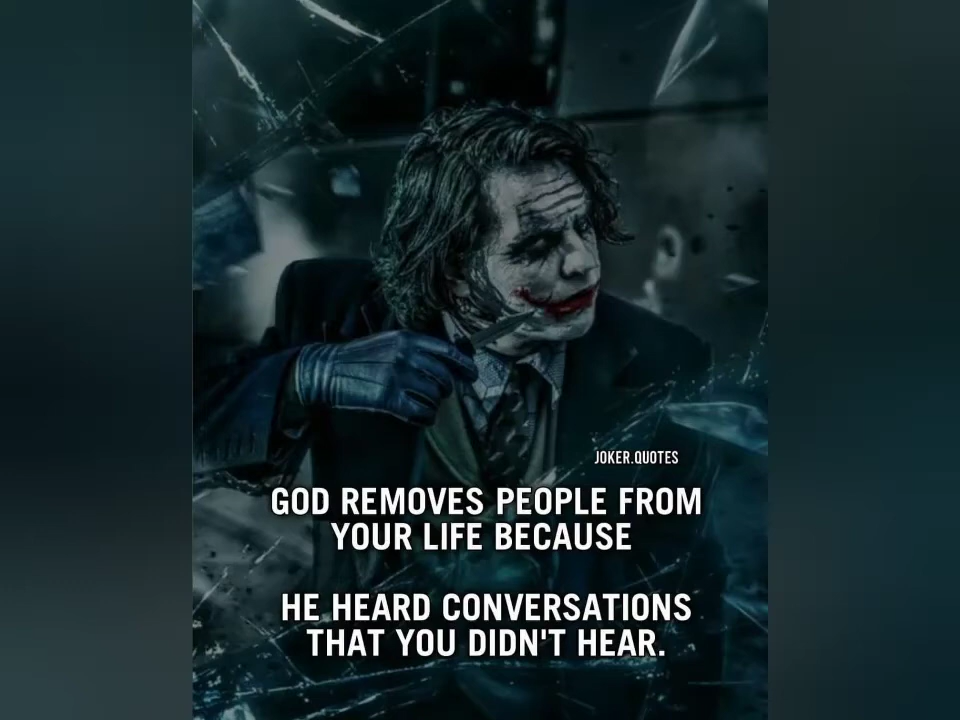 JOKER.QUOTES
GOD REMOVES PEOPLE FROM
YOUR LIFE BECAUSE
HE HEARD CONVERSATIONS
THAT YOU DIDN'T HEAR.